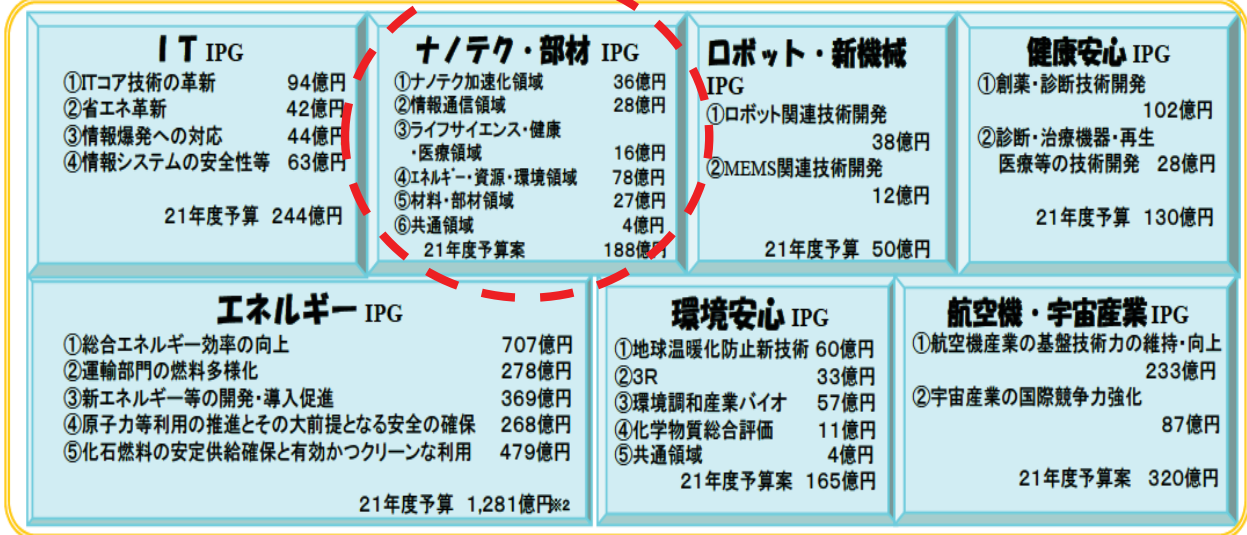 IT IPG
①ITコア技術の革新 94億円
②省エネ革新 42億円
③情報爆発への対応 44億円
④情報システムの安全性等 63億円
21年度予算 244億円
ナノテク・部材 IPG
①ナノテク加速化領域 36億円
②情報通信領域 28億円
③ライフサイエンス・健康
・医療領域 16億円
④エネルギー・資源・環境領域 78億円
⑤材料・部材領域 27億円
⑥共通領域 4億円
21年度予算案 188億円
ロボット・新機械
IPG
①ロボット関連技術開発
38億円
②MEMS関連技術開発
12億円
21年度予算 50億円
健康安心 IPG
①創薬・診断技術開発
102億円
②診断・治療機器・再生
医療等の技術開発 28億円
21年度予算 130億円
エネルギー IPG
①総合エネルギー効率の向上 707億円
②運輸部門の燃料多様化 278億円
③新エネルギー等の開発・導入促進 369億円
④原子力等利用の推進とその大前提となる安全の確保 268億円
⑤化石燃料の安定供給確保と有効かつクリーンな利用 479億円
21年度予算 1,281億円※2
環境安心 IPG
①地球温暖化防止新技術 60億円
②3R 33億円
③環境調和産業バイオ 57億円
④化学物質総合評価 11億円
⑤共通領域 4億円
21年度予算案 165億円
航空機・宇宙産業 IPG
①航空機産業の基盤技術力の維持・向上
233億円
②宇宙産業の国際競争力強化
87億円
21年度予算案 320億円